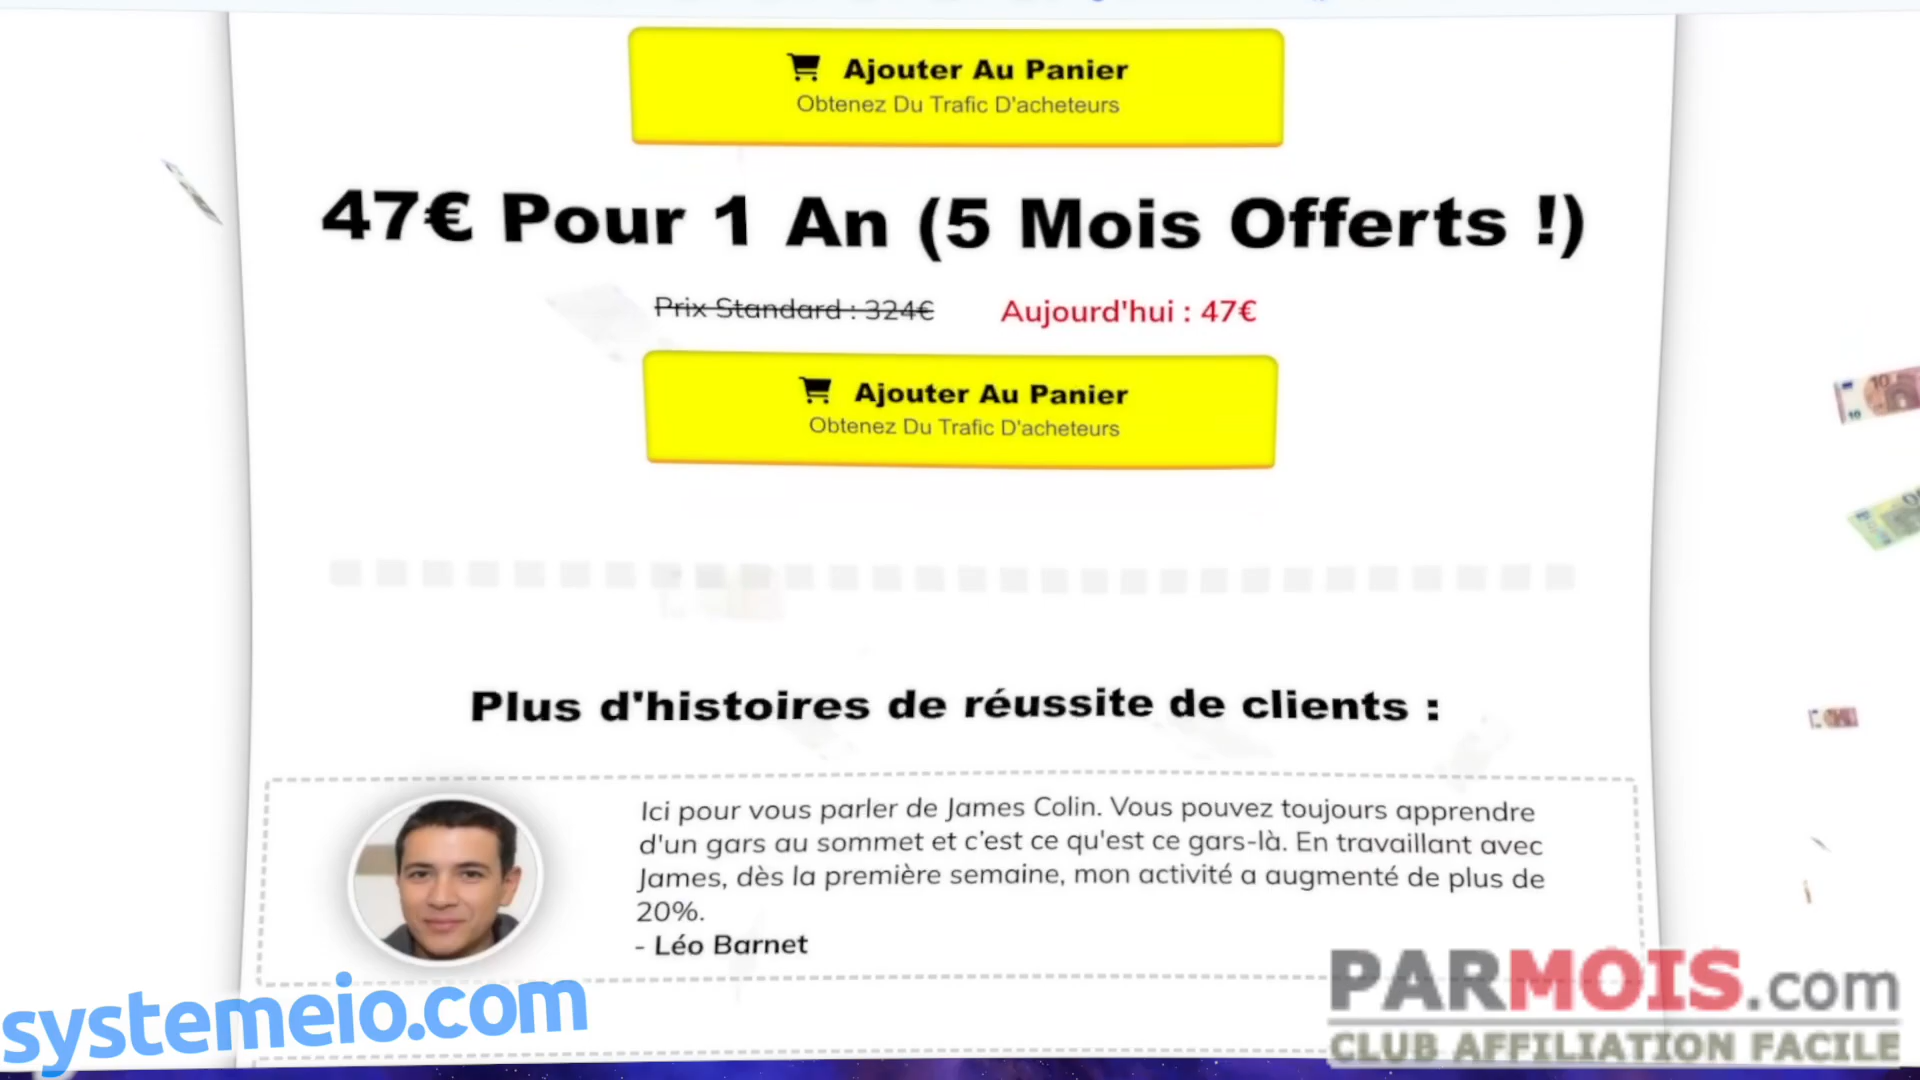 Ajouter Au Panier
Obtenez Du Trafic D'acheteurs
47€ Pour 1 An (5 Mois Offerts !)
Prix Standard : 324€ Aujourd'hui : 47€
Ajouter Au Panier
Obtenez Du Trafic D'acheteurs
Plus d'histoires de réussite de clients :
Ici pour vous parler de James Colin. Vous pouvez toujours apprendre
d'un gars au sommet et c’est ce qu'est ce gars-là. En travaillant avec
James, dès la première semaine, mon activité a augmenté de plus de
20%.
- Léo Barnet
systemeio.com
PARMOIS.com
CLUB AFFILIATION FACILE
10
10